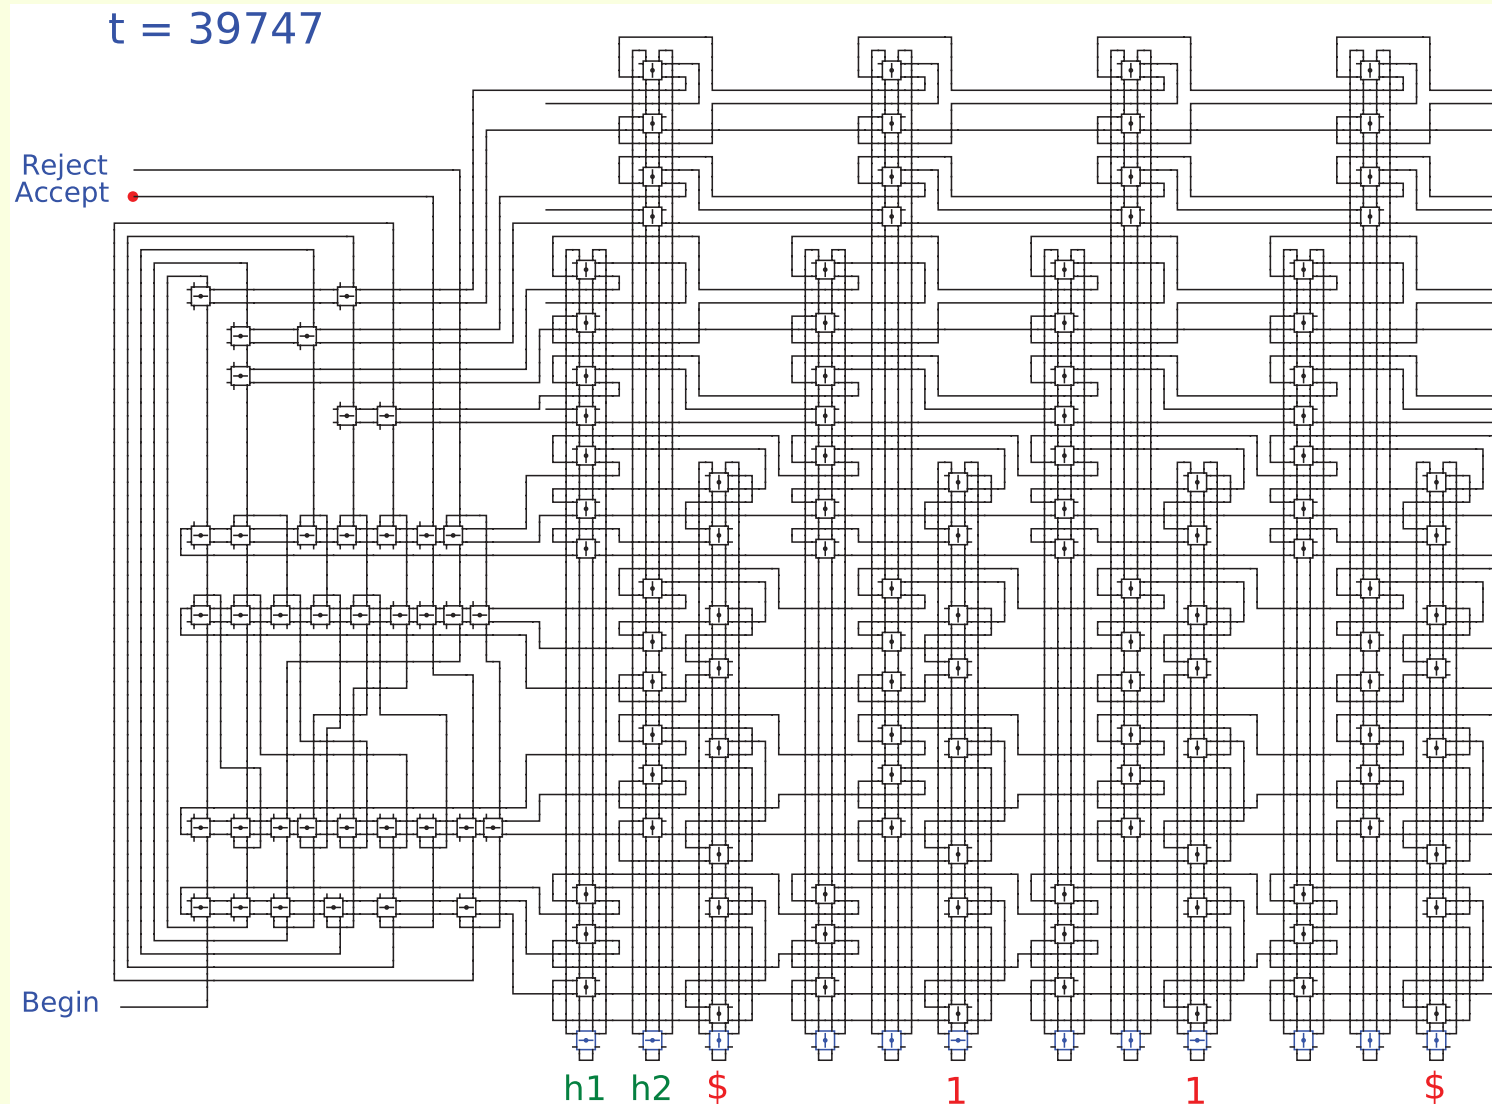 t = 39747
Reject
Accept
Begin
h1 h2 $ 1 1 $